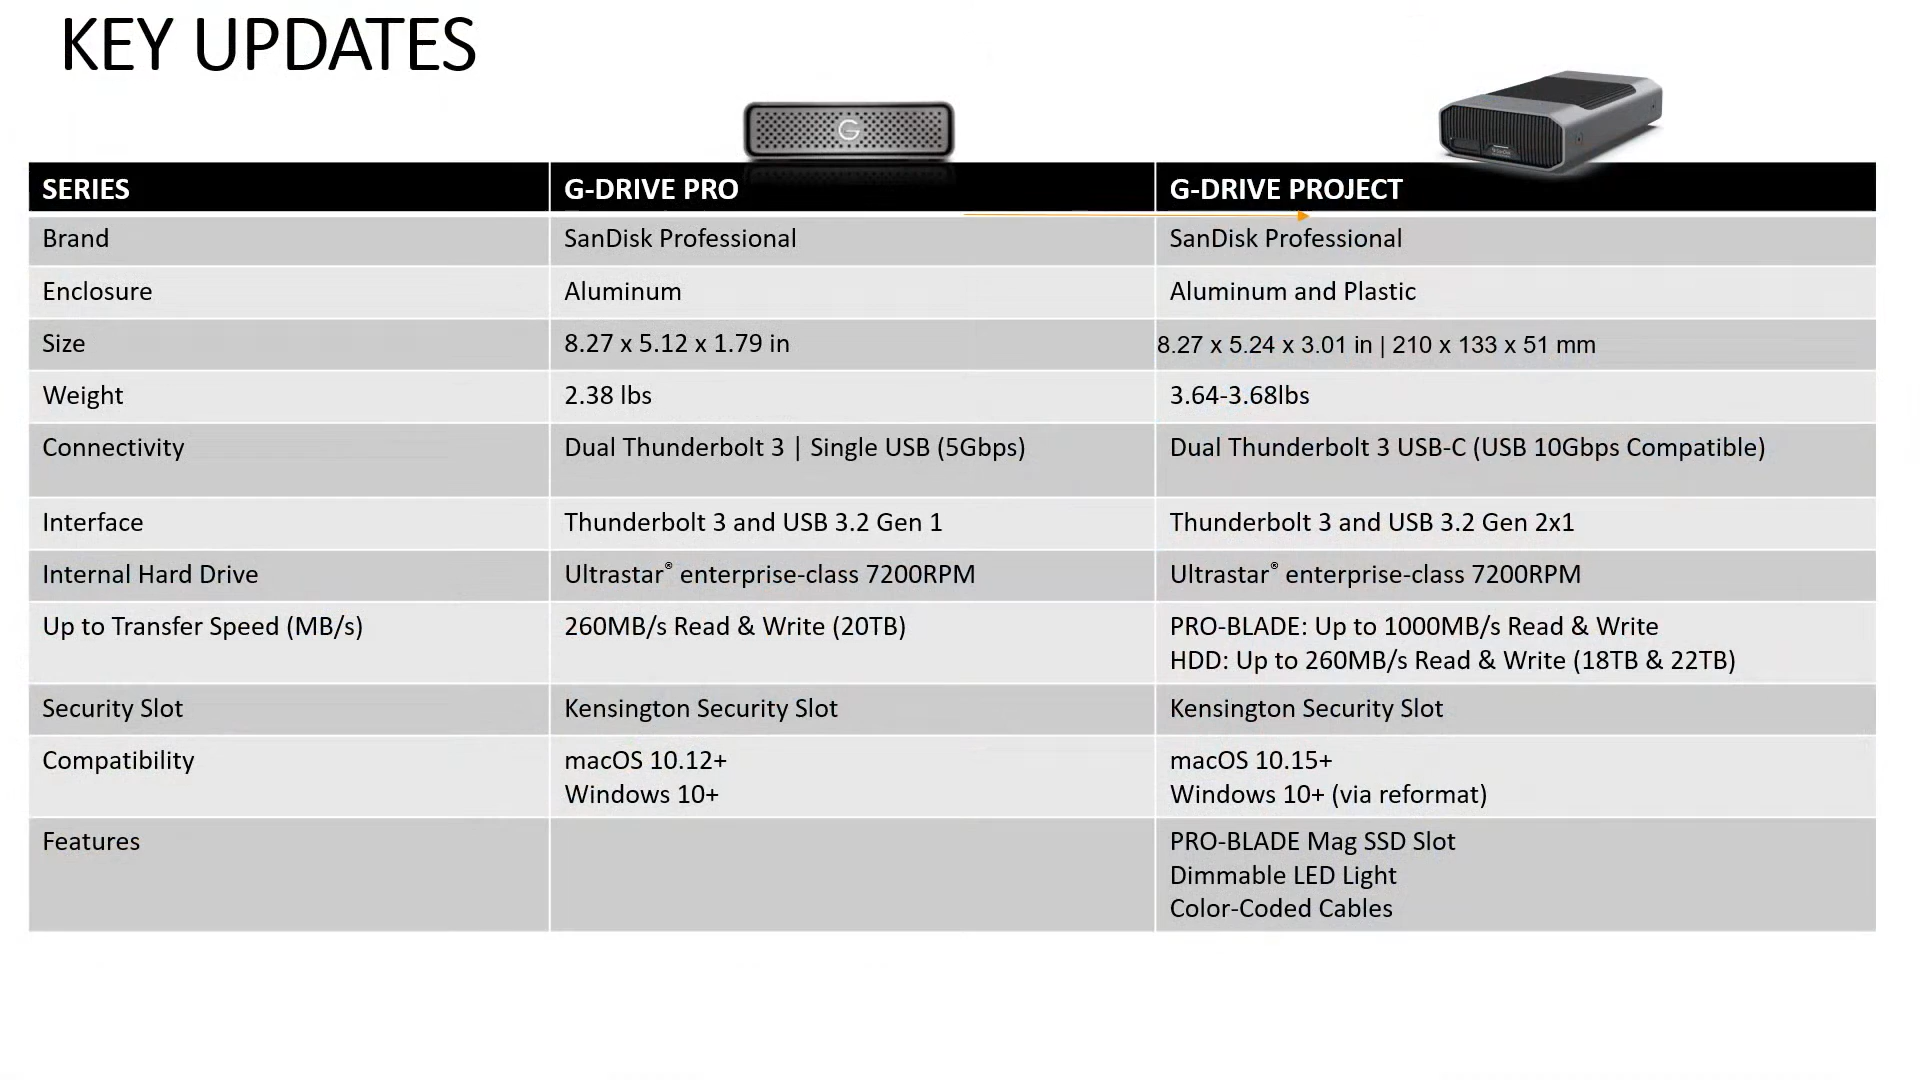 KEY UPDATES
SERIES
G-DRIVE PRO
G-DRIVE PROJECT
Brand
SanDisk Professional
SanDisk Professional
Enclosure
Aluminum
Aluminum and Plastic
Size
8.27 x 5.12 x 1.79 in
8.27 x 5.24 x 3.01 in | 210 x 133 x 51 mm
Weight
2.38 lbs
3.64-3.68lbs
Connectivity
Dual Thunderbolt 3 | Single USB (5Gbps)
Dual Thunderbolt 3 USB-C (USB 10Gbps Compatible)
Interface
Thunderbolt 3 and USB 3.2 Gen 1
Thunderbolt 3 and USB 3.2 Gen 2x1
Internal Hard Drive
Ultrastar® enterprise-class 7200RPM
Ultrastar® enterprise-class 7200RPM
Up to Transfer Speed (MB/s)
260MB/s Read & Write (20TB)
PRO-BLADE: Up to 1000MB/s Read & Write
HDD: Up to 260MB/s Read & Write (18TB & 22TB)
Security Slot
Kensington Security Slot
Kensington Security Slot
Compatibility
macOS 10.12+
Windows 10+
macOS 10.15+
Windows 10+ (via reformat)
Features
PRO-BLADE Mag SSD Slot
Dimmable LED Light
Color-Coded Cables